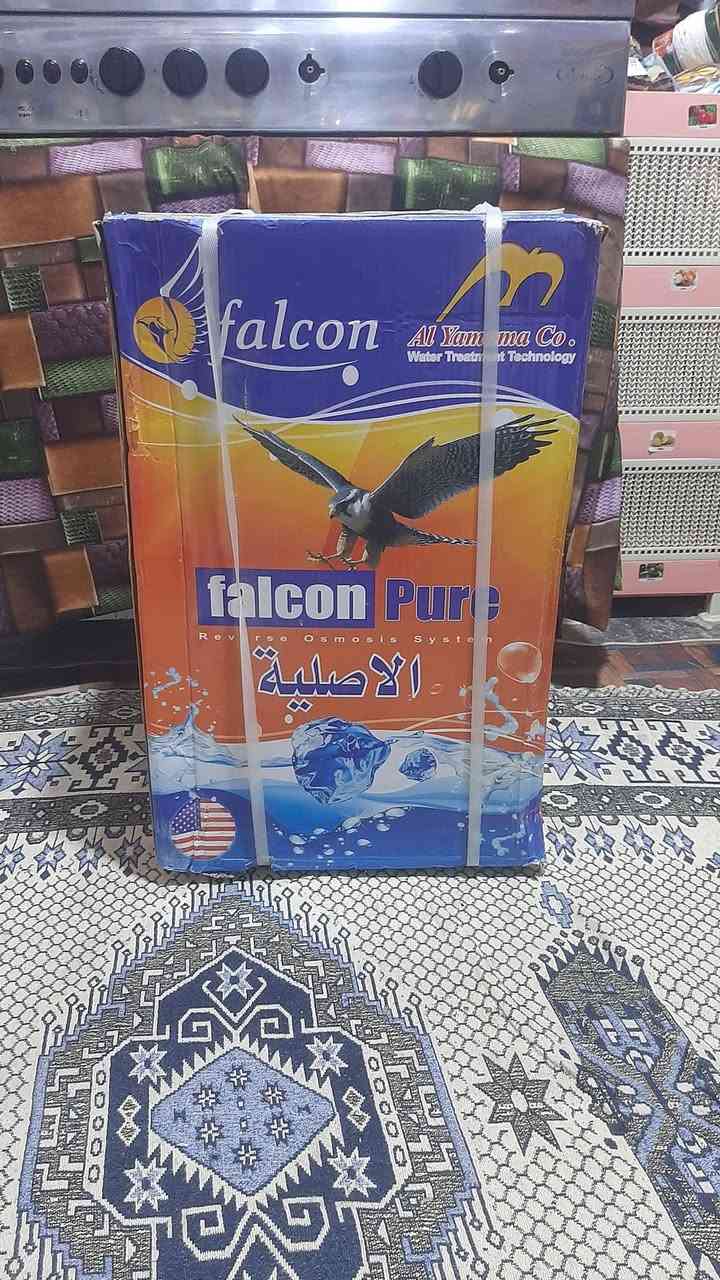 falcon
Al Yamama Co.
Water Treatment Technology
falcon Pure
Reverse Osmosis System
الاصلية